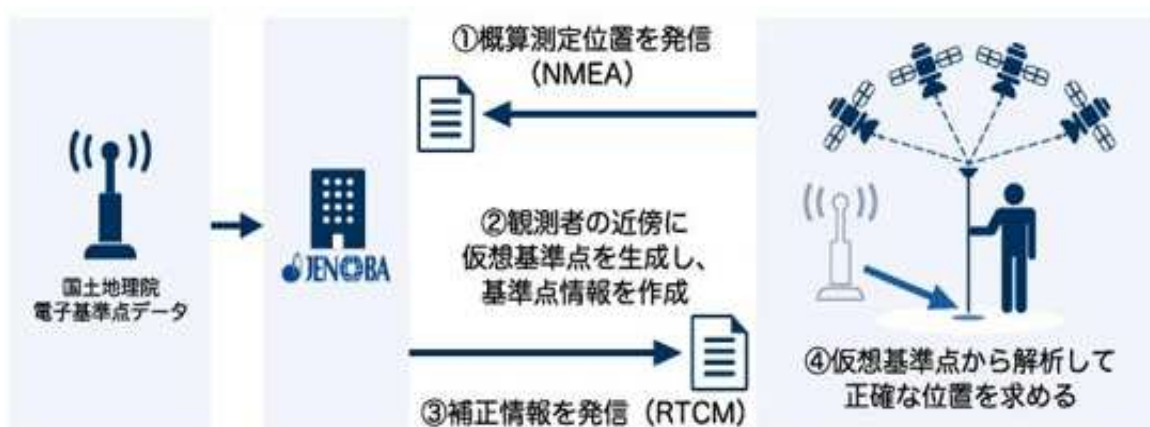 ①概算測定位置を発信
(NMEA)
国土地理院
電子基準点データ
JENOBA
②観測者の近傍に
仮想基準点を生成し、
基準点情報を作成
③補正情報を発信（RTCM）
④仮想基準点から解析して
正確な位置を求める